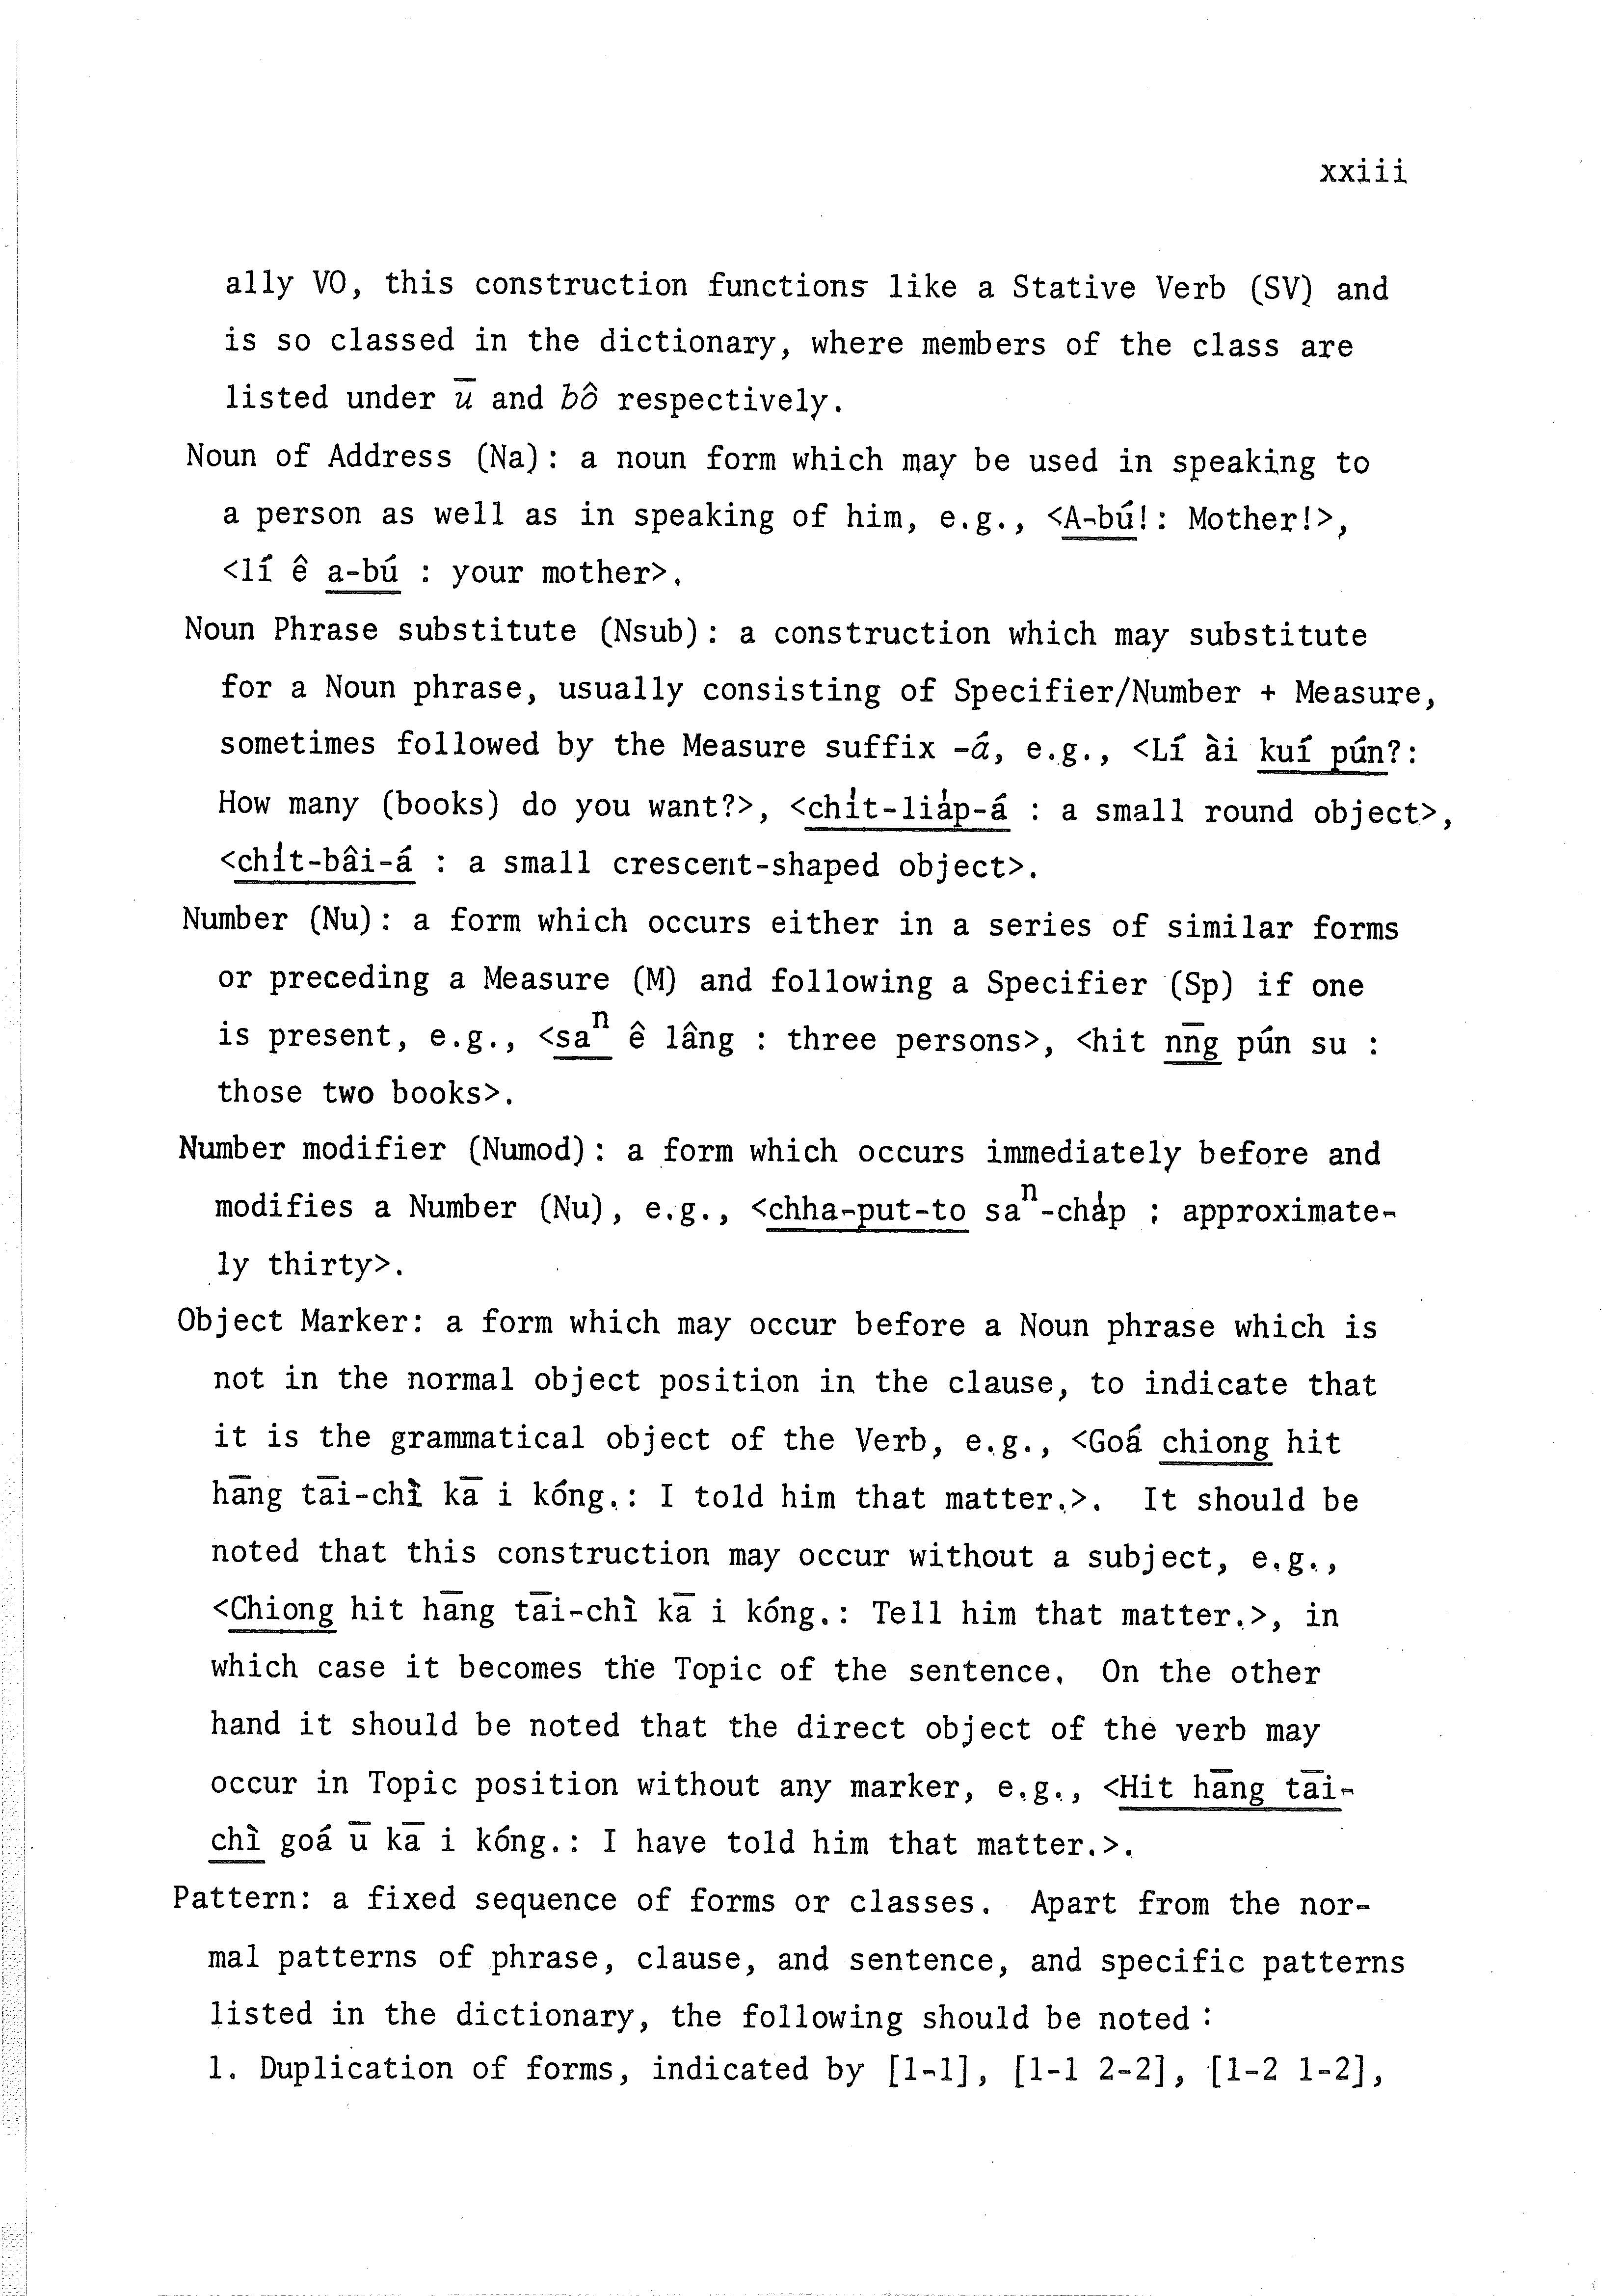 xxiii
ally VO, this construction functions like a Stative Verb (SV) and
is so classed in the dictionary, where members of the class are
listed under ū and bô respectively.
Noun of Address (Na): a noun form which may be used in speaking to
a person as well as in speaking of him, e.g., <A-bú!: Mother!>,
<lí ê a-bú : your mother>.
Noun Phrase substitute (Nsub): a construction which may substitute
for a Noun phrase, usually consisting of Specifier/Number + Measure,
sometimes followed by the Measure suffix -á, e.g., <Lí ài kuí pún?:
How many (books) do you want?>, <chi̍t-lia̍p-á : a small round object>,
<chi̍t-bâi-á : a small crescent-shaped object>.
Number (Nu): a form which occurs either in a series of similar forms
or preceding a Measure (M) and following a Specifier (Sp) if one
is present, e.g., <saⁿ ê lâng : three persons>, <hit nn̄g pún su :
those two books>.
Number modifier (Numod): a form which occurs immediately before and
modifies a Number (Nu), e.g., <chha-put-to saⁿ-cha̍p : approximate-
ly thirty>.
Object Marker: a form which may occur before a Noun phrase which is
not in the normal object position in the clause, to indicate that
it is the grammatical object of the Verb, e.g., <Goá chiong hit
hāng tāi-chì kā i kóng.: I told him that matter.>. It should be
noted that this construction may occur without a subject, e.g.,
<Chiong hit hāng tāi-chì kā i kóng.: Tell him that matter.>, in
which case it becomes the Topic of the sentence. On the other
hand it should be noted that the direct object of the verb may
occur in Topic position without any marker, e.g., <Hit hāng tāi-
chì goá ū kā i kóng.: I have told him that matter.>.
Pattern: a fixed sequence of forms or classes. Apart from the nor-
mal patterns of phrase, clause, and sentence, and specific patterns
listed in the dictionary, the following should be noted:
1. Duplication of forms, indicated by [1-1], [1-1 2-2], [1-2 1-2],